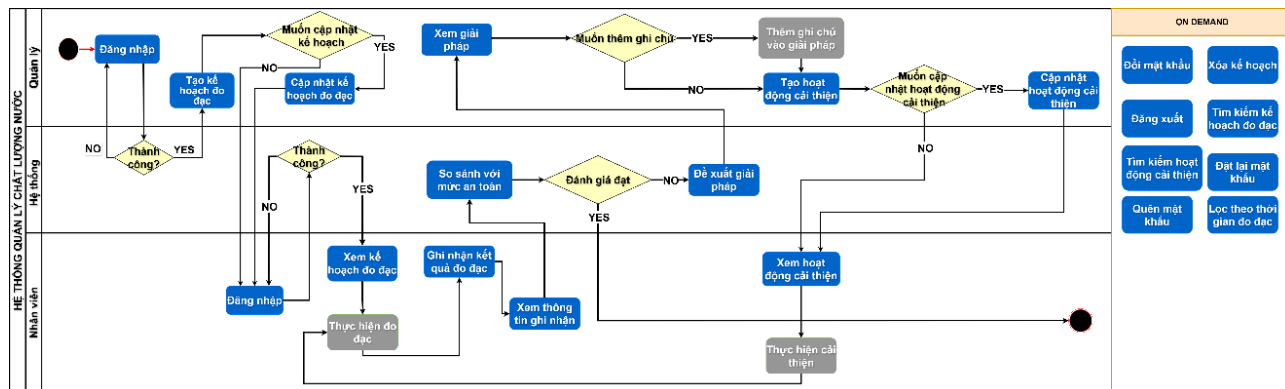 HỆ THỐNG QUẢN LÝ CHẤT LƯỢNG NƯỚC
Quản lý
Đăng nhập
Tạo kế
hoạch đo đạc
Muốn cập nhật
kế hoạch
YES
NO
Cập nhật kế
hoạch đo đạc
Xem giải
pháp
Muốn thêm ghi chú
YES
NO
Thêm ghi chú
vào giải pháp
Tạo hoạt
động cải thiện
Muốn cập
nhật hoạt động
cải thiện
YES
NO
Cập nhật
hoạt động cải
thiện
Hệ thống
NO
Thành
công?
YES
Thành
công?
NO
YES
So sánh với
mức an toàn
Đánh giá đạt
NO
YES
Đề xuất giải
pháp
Nhân viên
Đăng nhập
Xem kế
hoạch đo đạc
Thực hiện đo
đạc
Ghi nhận kết
quả đo đạc
Xem thông
tin ghi nhận
Xem hoạt
động cải thiện
Thực hiện cải
thiện
ON DEMAND
Đổi mật khẩu
Xóa kế hoạch
Đăng xuất
Tìm kiếm kế
hoạch đo đạc
Tìm kiếm hoạt
động cải thiện
Đặt lại mật
khẩu
Quên mật
khẩu
Lọc theo thời
gian đo đạc